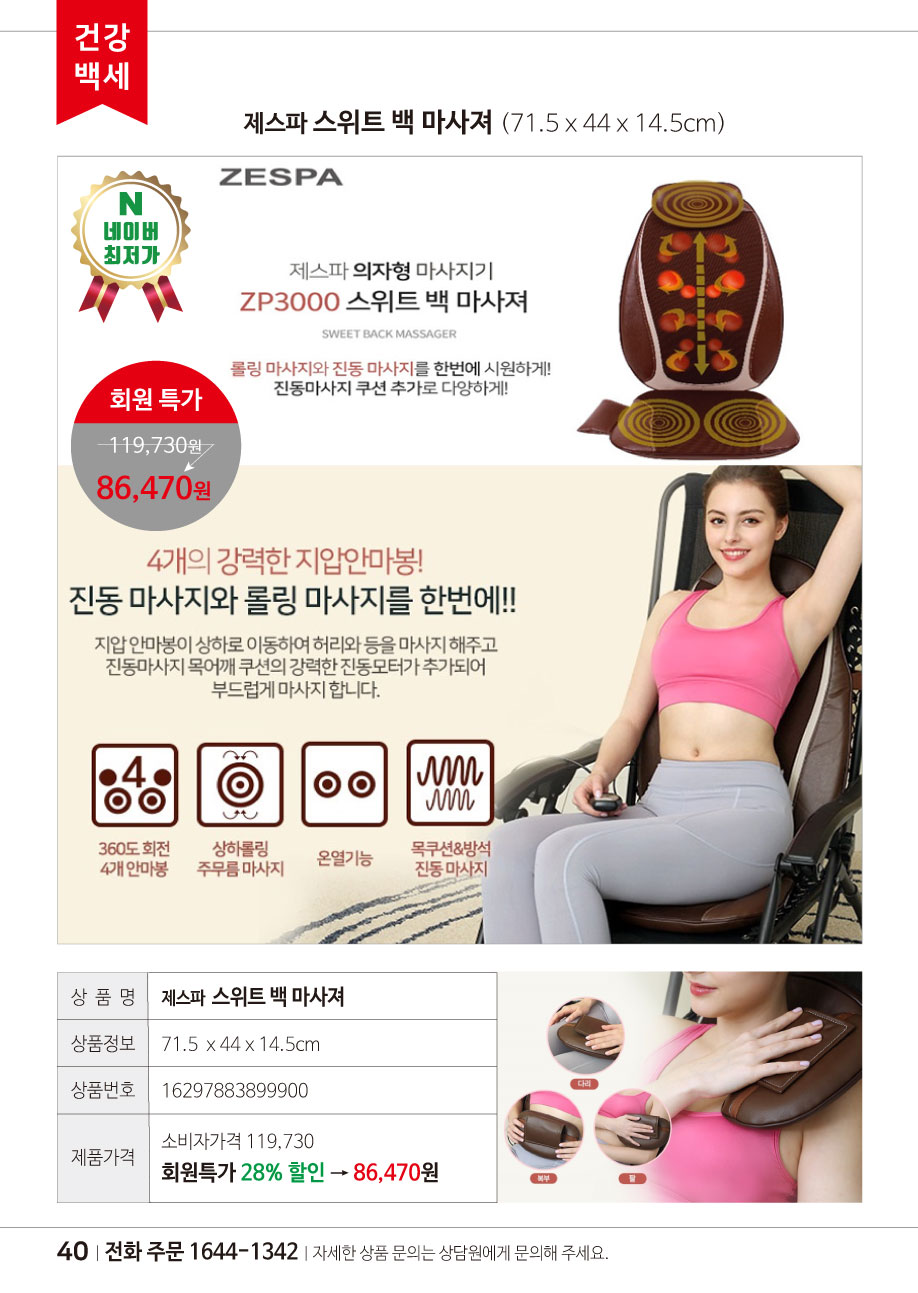 건강
백세
제스파 스위트 백 마사져 (71.5 x 44 x 14.5cm)
ZESPA
N
네이버
최저가
제스파 의자형 마사지기
ZP3000 스위트 백 마사져
SWEET BACK MASSAGER
롤링 마사지와 진동 마사지를 한번에 시원하게!
진동마사지 쿠션 추가로 다양하게!
회원 특가
119,730원
86,470원
4개의 강력한 지압안마봉!
진동 마사지와 롤링 마사지를 한번에!!
지압 안마봉이 상하로 이동하여 허리와 등을 마사지 해주고
진동마사지 목어깨 쿠션의 강력한 진동모터가 추가되어
부드럽게 마사지 합니다.
4
360도 회전
4개 안마봉
상하롤링
주무름 마사지
온열기능
목쿠션&방석
진동 마사지
상 품 명
제스파 스위트 백 마사져
상품정보
71.5 x 44 x 14.5cm
상품번호
16297883899900
제품가격
소비자가격 119,730
회원특가 28% 할인 → 86,470원
다리
복부
팔
40 | 전화 주문 1644-1342 | 자세한 상품 문의는 상담원에게 문의해 주세요.